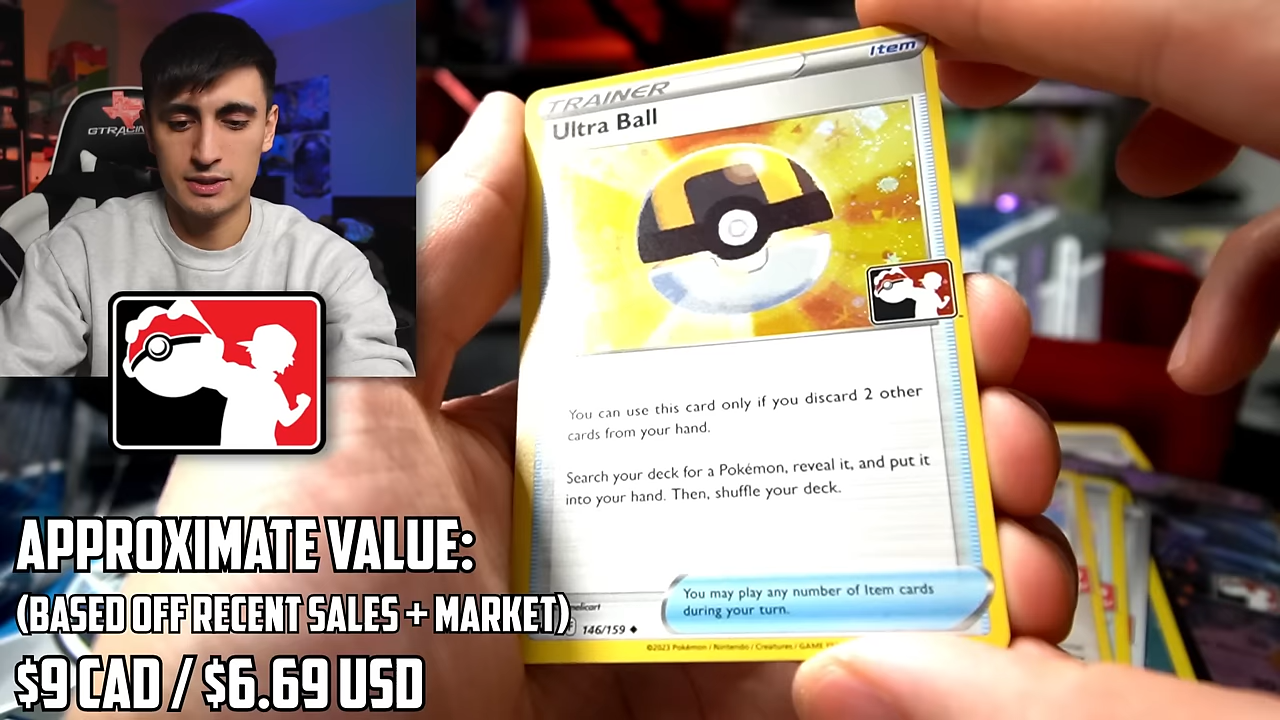 GTRACING
TRAINER
Item
Ultra Ball
You can use this card only if you discard 2 other
cards from your hand.
Search your deck for a Pokémon, reveal it, and put it
into your hand. Then, shuffle your deck.
You may play any number of Item cards
during your turn.
146/159
©2023 Pokémon / Nintendo / Creatures / GAME
APPROXIMATE VALUE:
(BASED OFF RECENT SALES + MARKET)
$9 CAD / $6.69 USD